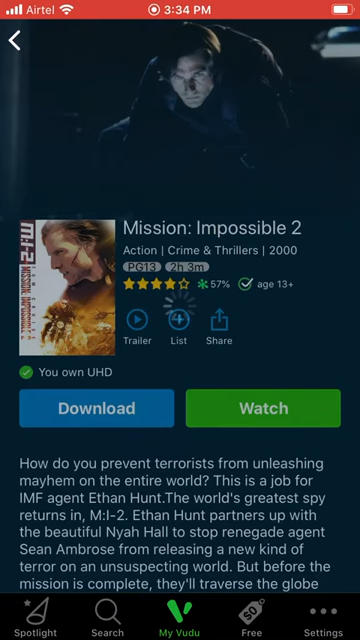 Airtel 3:34 PM
Mission: Impossible 2
Action | Crime & Thrillers | 2000
PG13 2h 3m
57% age 13+
Trailer List Share
M:I-2
You own UHD
Download Watch
How do you prevent terrorists from unleashing
mayhem on the entire world? This is a job for
IMF agent Ethan Hunt.The world's greatest spy
returns in, M:I-2. Ethan Hunt partners up with
the beautiful Nyah Hall to stop renegade agent
Sean Ambrose from releasing a new kind of
terror on an unsuspecting world. But before the
mission is complete, they'll traverse the globe
Spotlight Search My Vudu Free Settings